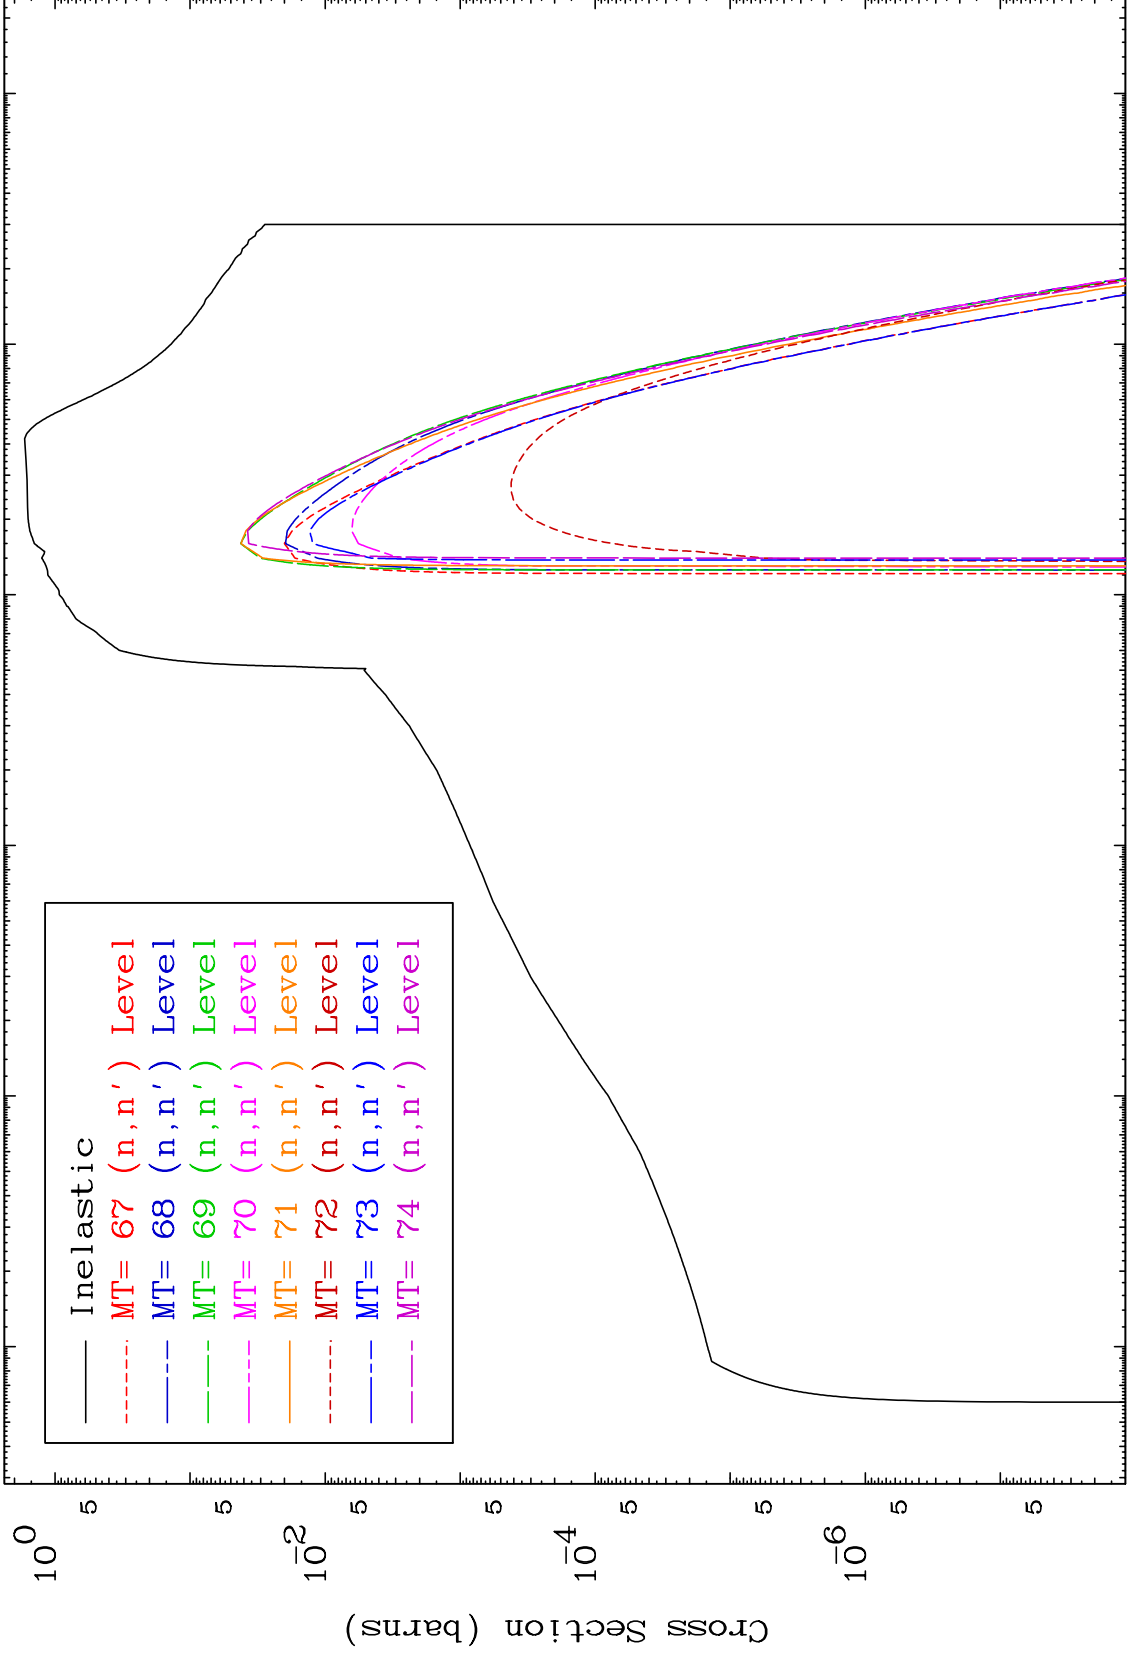 Inelastic
MT= 67 (n,n') Level
MT= 68 (n,n') Level
MT= 69 (n,n') Level
MT= 70 (n,n') Level
MT= 71 (n,n') Level
MT= 72 (n,n') Level
MT= 73 (n,n') Level
MT= 74 (n,n') Level
10^0
5
5
10^-2
5
5
10^-4
5
5
10^-6
5
5
Cross Section (barns)